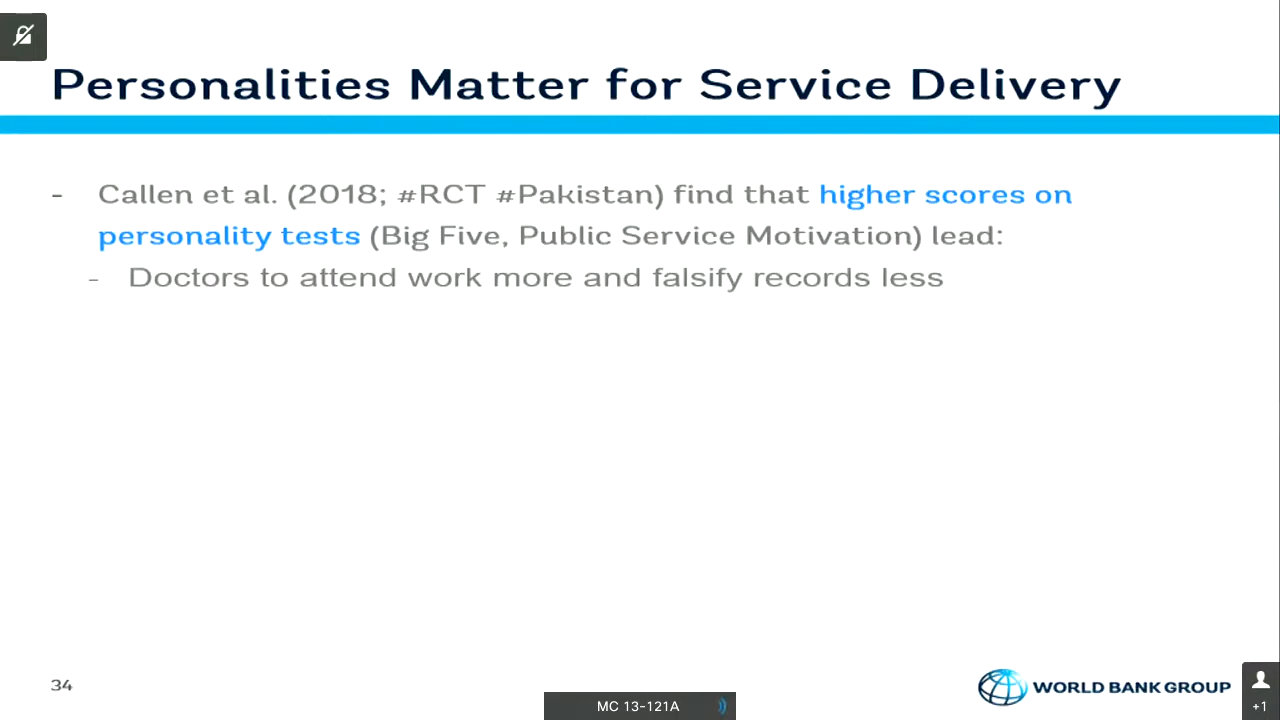 Personalities Matter for Service Delivery
- Callen et al. (2018; #RCT #Pakistan) find that higher scores on
personality tests (Big Five, Public Service Motivation) lead:
- Doctors to attend work more and falsify records less
34
WORLD BANK GROUP
MC 13-121A
+1